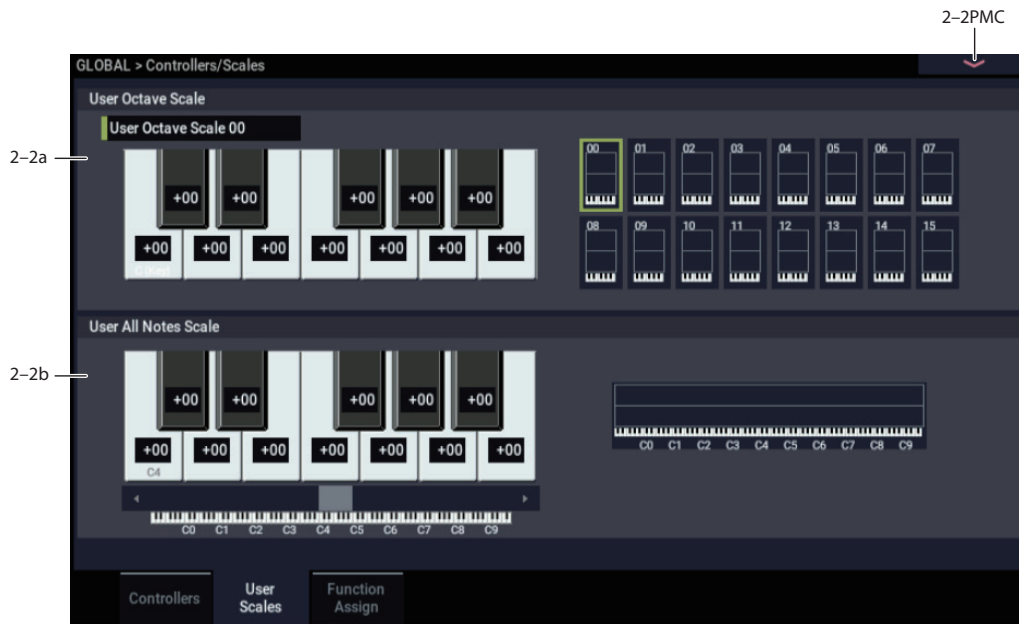 2–2PMC
GLOBAL > Controllers/Scales
User Octave Scale
User Octave Scale 00
2–2a
+00 +00 +00 +00 +00
+00 +00 +00 +00 +00 +00 +00
C (Key)
00 01 02 03 04 05 06 07
08 09 10 11 12 13 14 15
User All Notes Scale
2–2b
+00 +00 +00 +00 +00
+00 +00 +00 +00 +00 +00 +00
C4
C0 C1 C2 C3 C4 C5 C6 C7 C8 C9
C0 C1 C2 C3 C4 C5 C6 C7 C8 C9
Controllers
User
Scales
Function
Assign